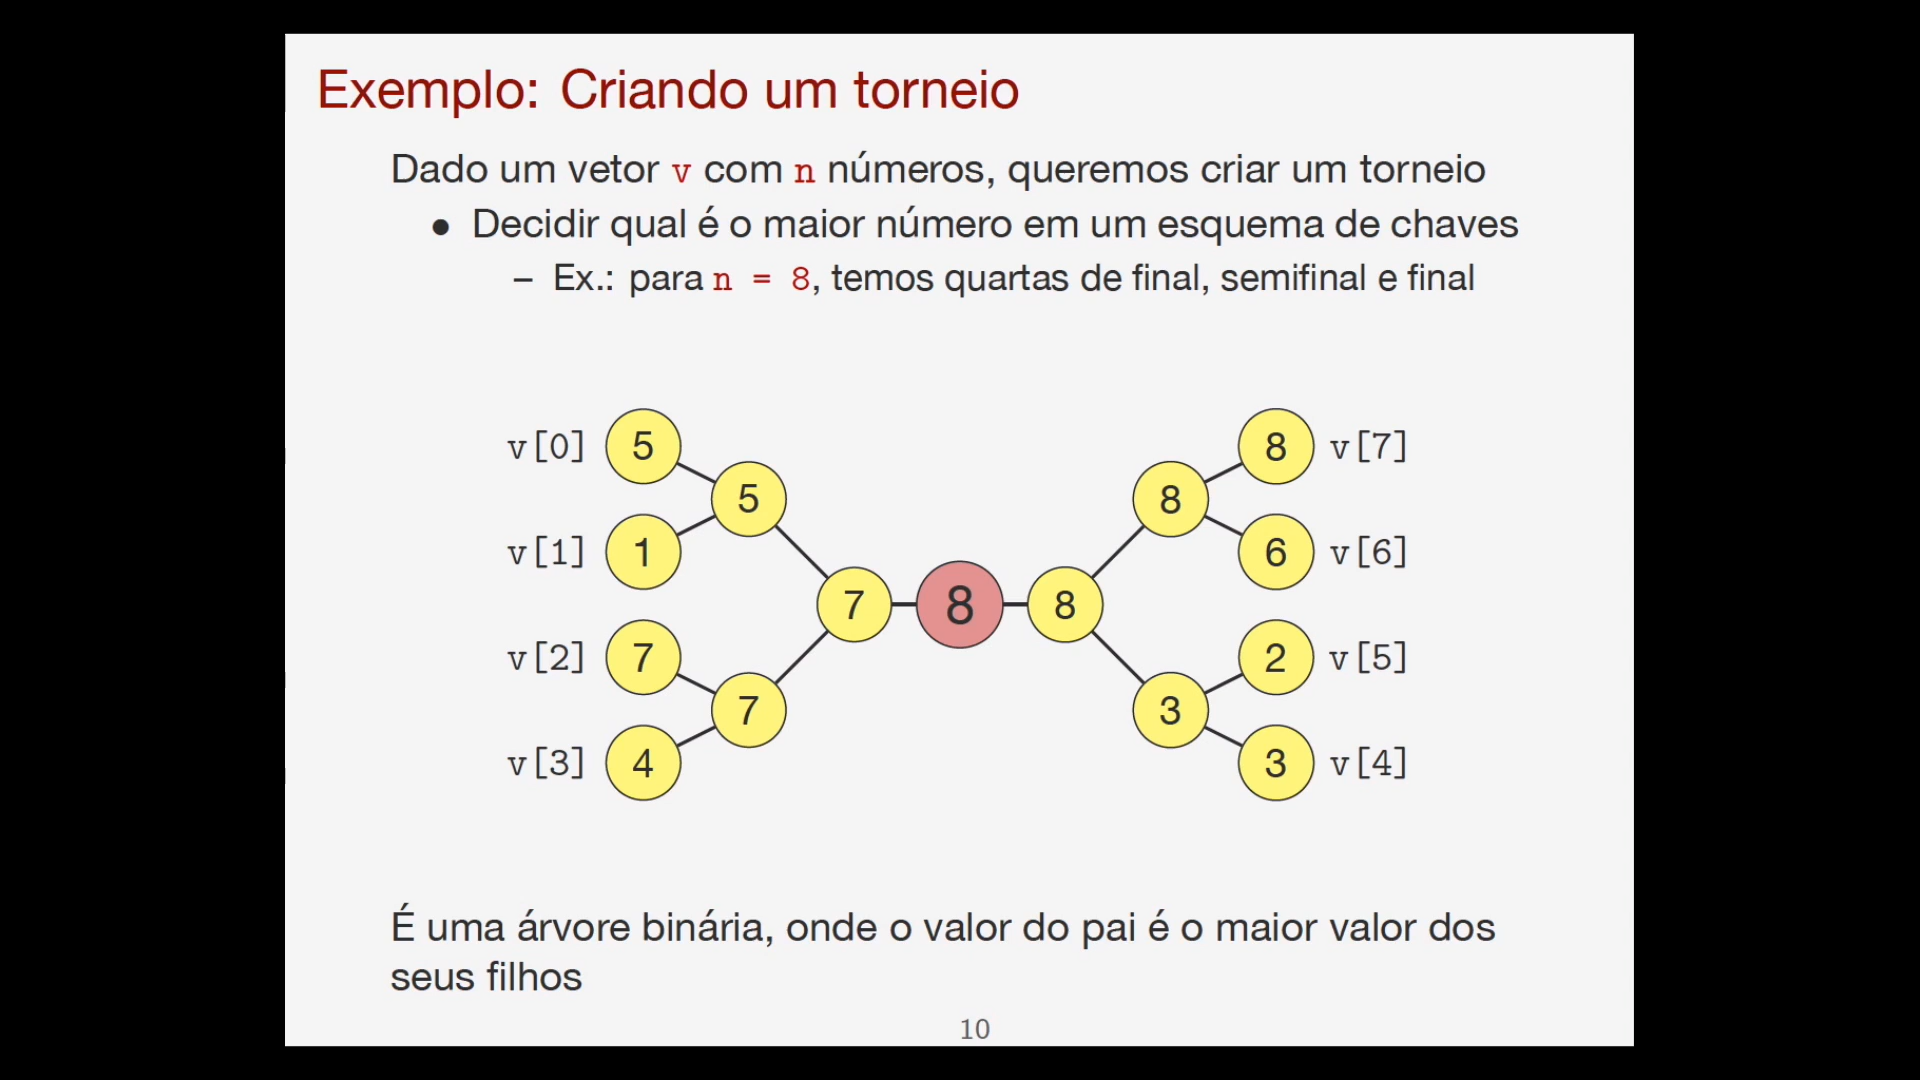 Exemplo: Criando um torneio
Dado um vetor v com n números, queremos criar um torneio
• Decidir qual é o maior número em um esquema de chaves
– Ex.: para n = 8, temos quartas de final, semifinal e final
v[0] 5 8 v[7]
5 8
v[1] 1 6 v[6]
7 8 8
v[2] 7 2 v[5]
7 3
v[3] 4 3 v[4]
É uma árvore binária, onde o valor do pai é o maior valor dos
seus filhos
10